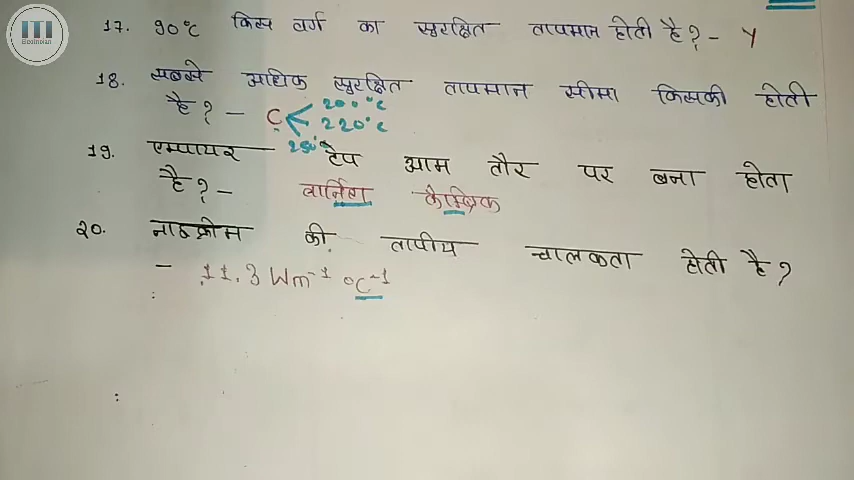 ITI
17. 90°C किस वर्ग का सुरक्षित तापमान होती है? - Y
18. सबसे अधिक सुरक्षित तापमान सीमा किसकी होती
है? - C 200°C
220°C
250°C
19. एम्पायर टेप आम तौर पर बना होता
है? - वार्निश कैम्ब्रिक
20. नाइक्रोम की तापीय चालकता होती है?
- 11.3 Wm⁻¹ °C⁻¹